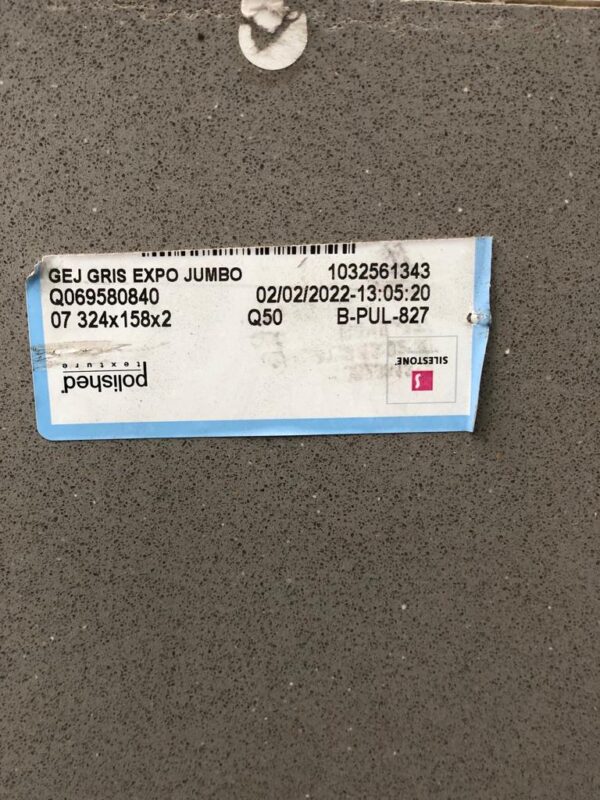 GEJ GRIS EXPO JUMBO 1032561343
Q069580840 02/02/2022-13:05:20
07 324x158x2 Q50 B-PUL-827
polished
texture
S
SILESTONE